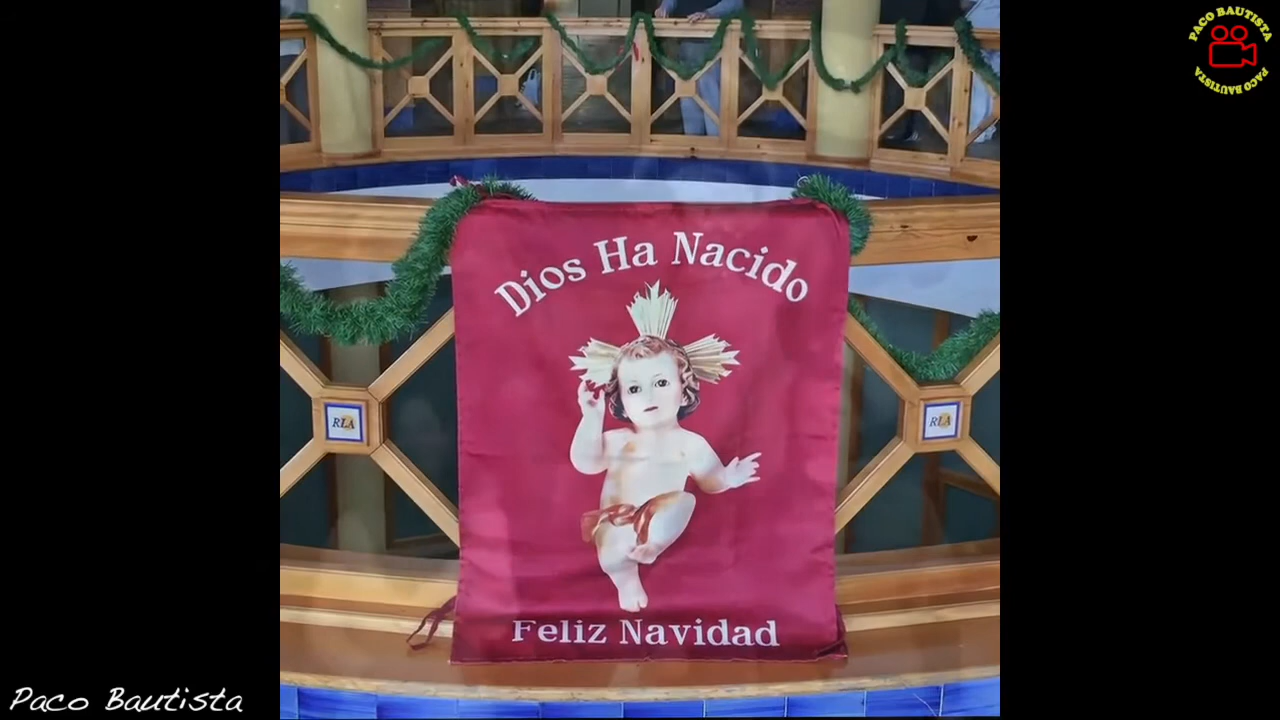 PACO BAUTISTA
PACO BAUTISTA
Dios Ha Nacido
RLA
RLA
Feliz Navidad
Paco Bautista